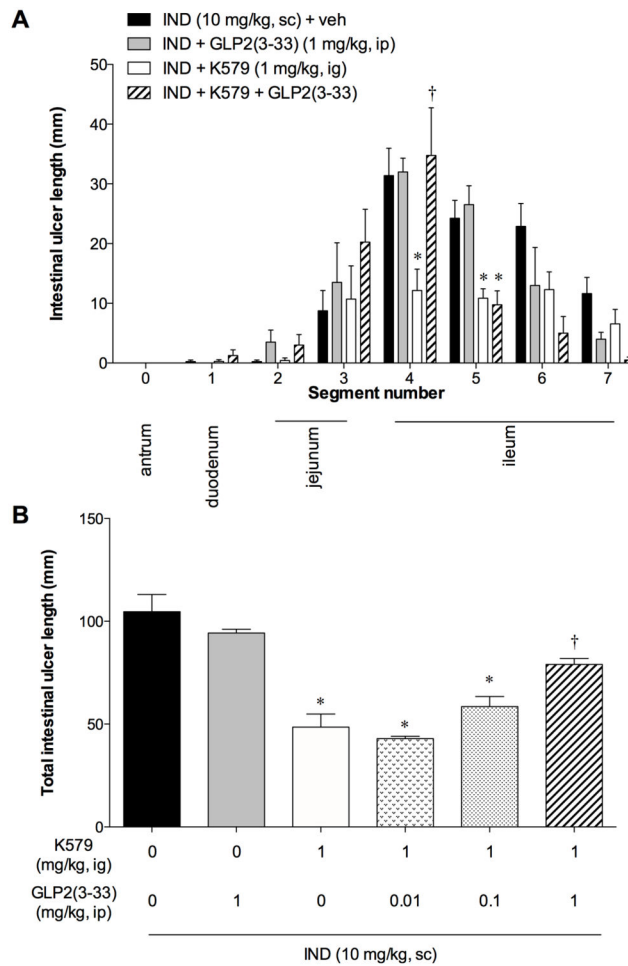 A
IND (10 mg/kg, sc) + veh
IND + GLP2(3-33) (1 mg/kg, ip)
IND + K579 (1 mg/kg, ig)
IND + K579 + GLP2(3-33)
Intestinal ulcer length (mm)
50
40
30
20
10
0
†
*
* *
0 1 2 3 4 5 6 7
Segment number
antrum
duodenum
jejunum
ileum
B
Total intestinal ulcer length (mm)
150
100
50
0
* * * †
K579 (mg/kg, ig) 0 0 1 1 1 1
GLP2(3-33) (mg/kg, ip) 0 1 0 0.01 0.1 1
IND (10 mg/kg, sc)